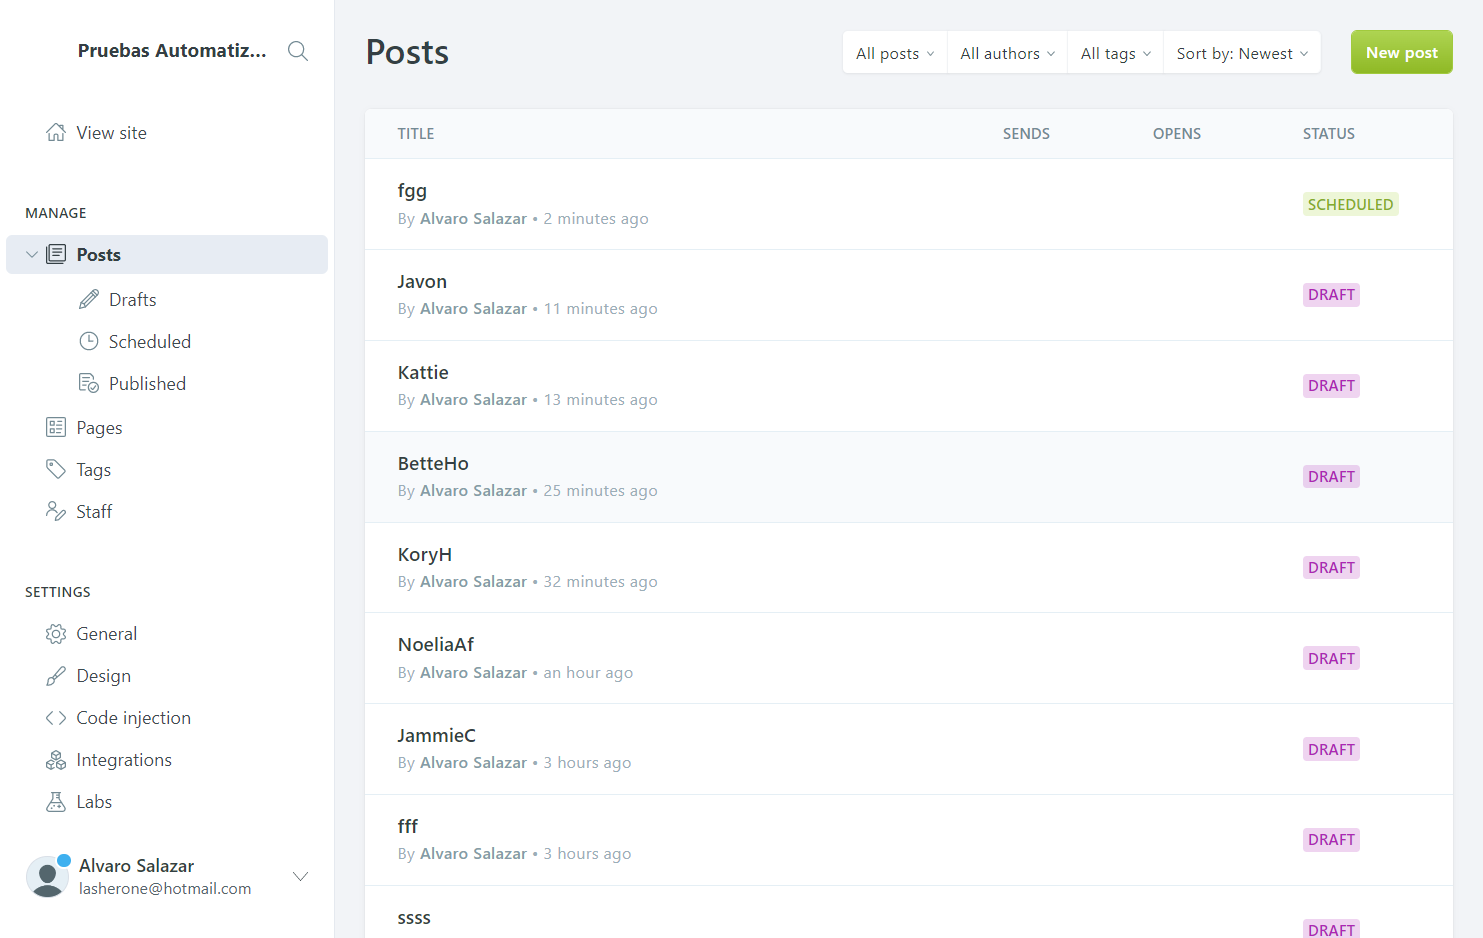 Pruebas Automatiz...
View site
MANAGE
Posts
Drafts
Scheduled
Published
Pages
Tags
Staff
SETTINGS
General
Design
Code injection
Integrations
Labs
Alvaro Salazar
lasherone@hotmail.com
Posts
All posts
All authors
All tags
Sort by: Newest
New post
TITLE SENDS OPENS STATUS
fgg
By Alvaro Salazar • 2 minutes ago
SCHEDULED
Javon
By Alvaro Salazar • 11 minutes ago
DRAFT
Kattie
By Alvaro Salazar • 13 minutes ago
DRAFT
BetteHo
By Alvaro Salazar • 25 minutes ago
DRAFT
KoryH
By Alvaro Salazar • 32 minutes ago
DRAFT
NoeliaAf
By Alvaro Salazar • an hour ago
DRAFT
JammieC
By Alvaro Salazar • 3 hours ago
DRAFT
fff
By Alvaro Salazar • 3 hours ago
DRAFT
ssss
DRAFT